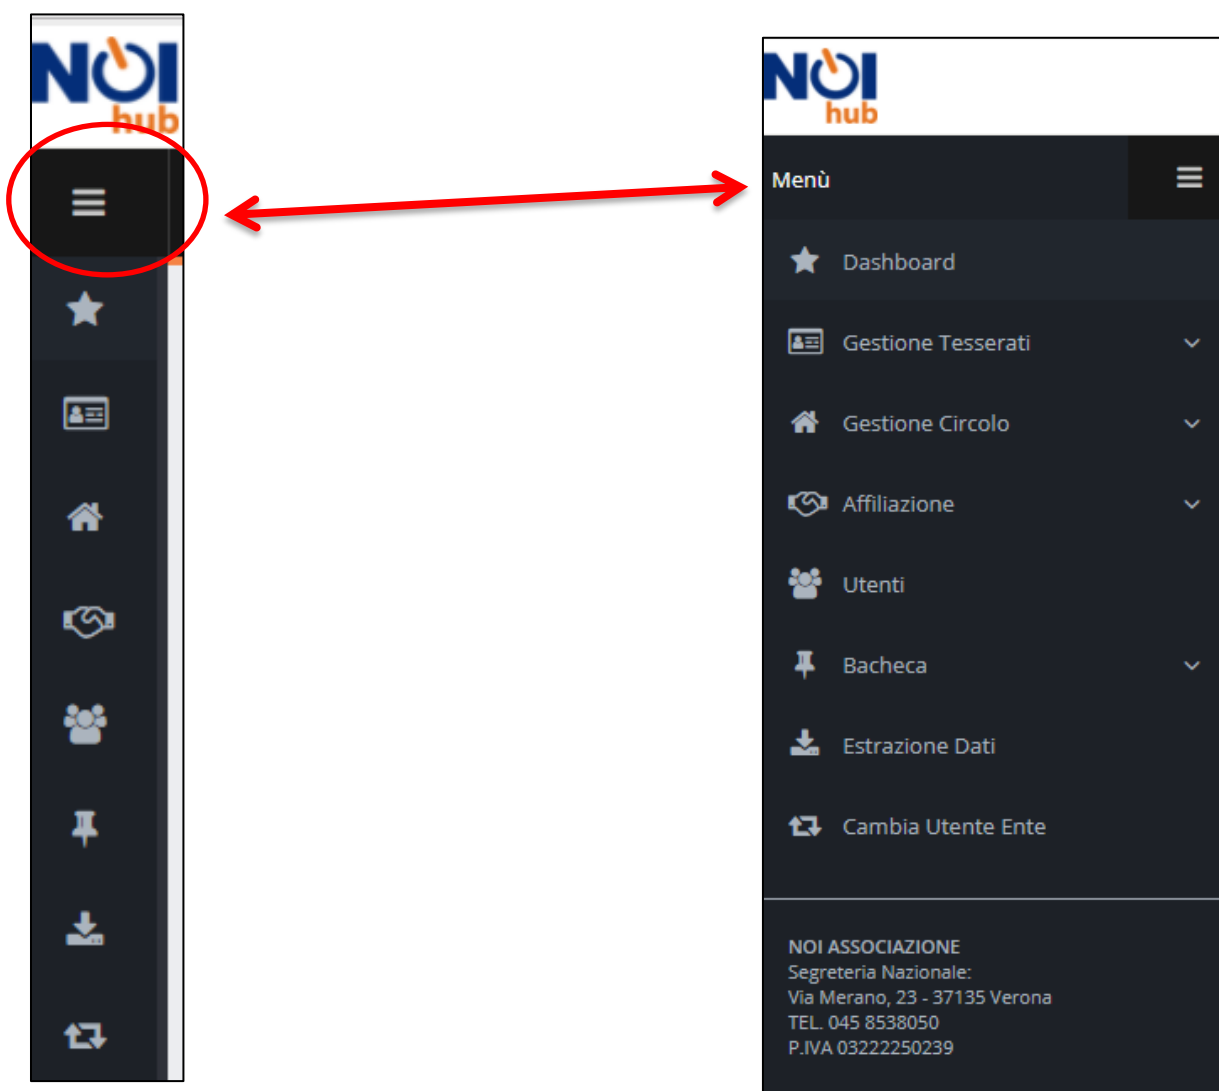 NOI
hub
NOI
hub
Menù
Dashboard
Gestione Tesserati
Gestione Circolo
Affiliazione
Utenti
Bacheca
Estrazione Dati
Cambia Utente Ente
NOI ASSOCIAZIONE
Segreteria Nazionale:
Via Merano, 23 - 37135 Verona
TEL. 045 8538050
P.IVA 03222250239